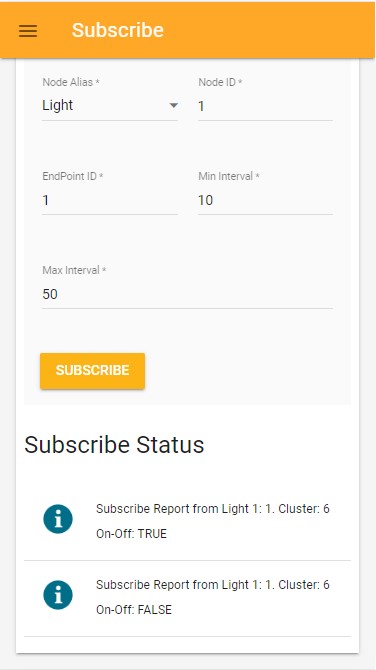 Subscribe
Node Alias *
Node ID *
Light
1
EndPoint ID *
Min Interval *
1
10
Max Interval *
50
SUBSCRIBE
Subscribe Status
Subscribe Report from Light 1: 1. Cluster: 6
On-Off: TRUE
Subscribe Report from Light 1: 1. Cluster: 6
On-Off: FALSE